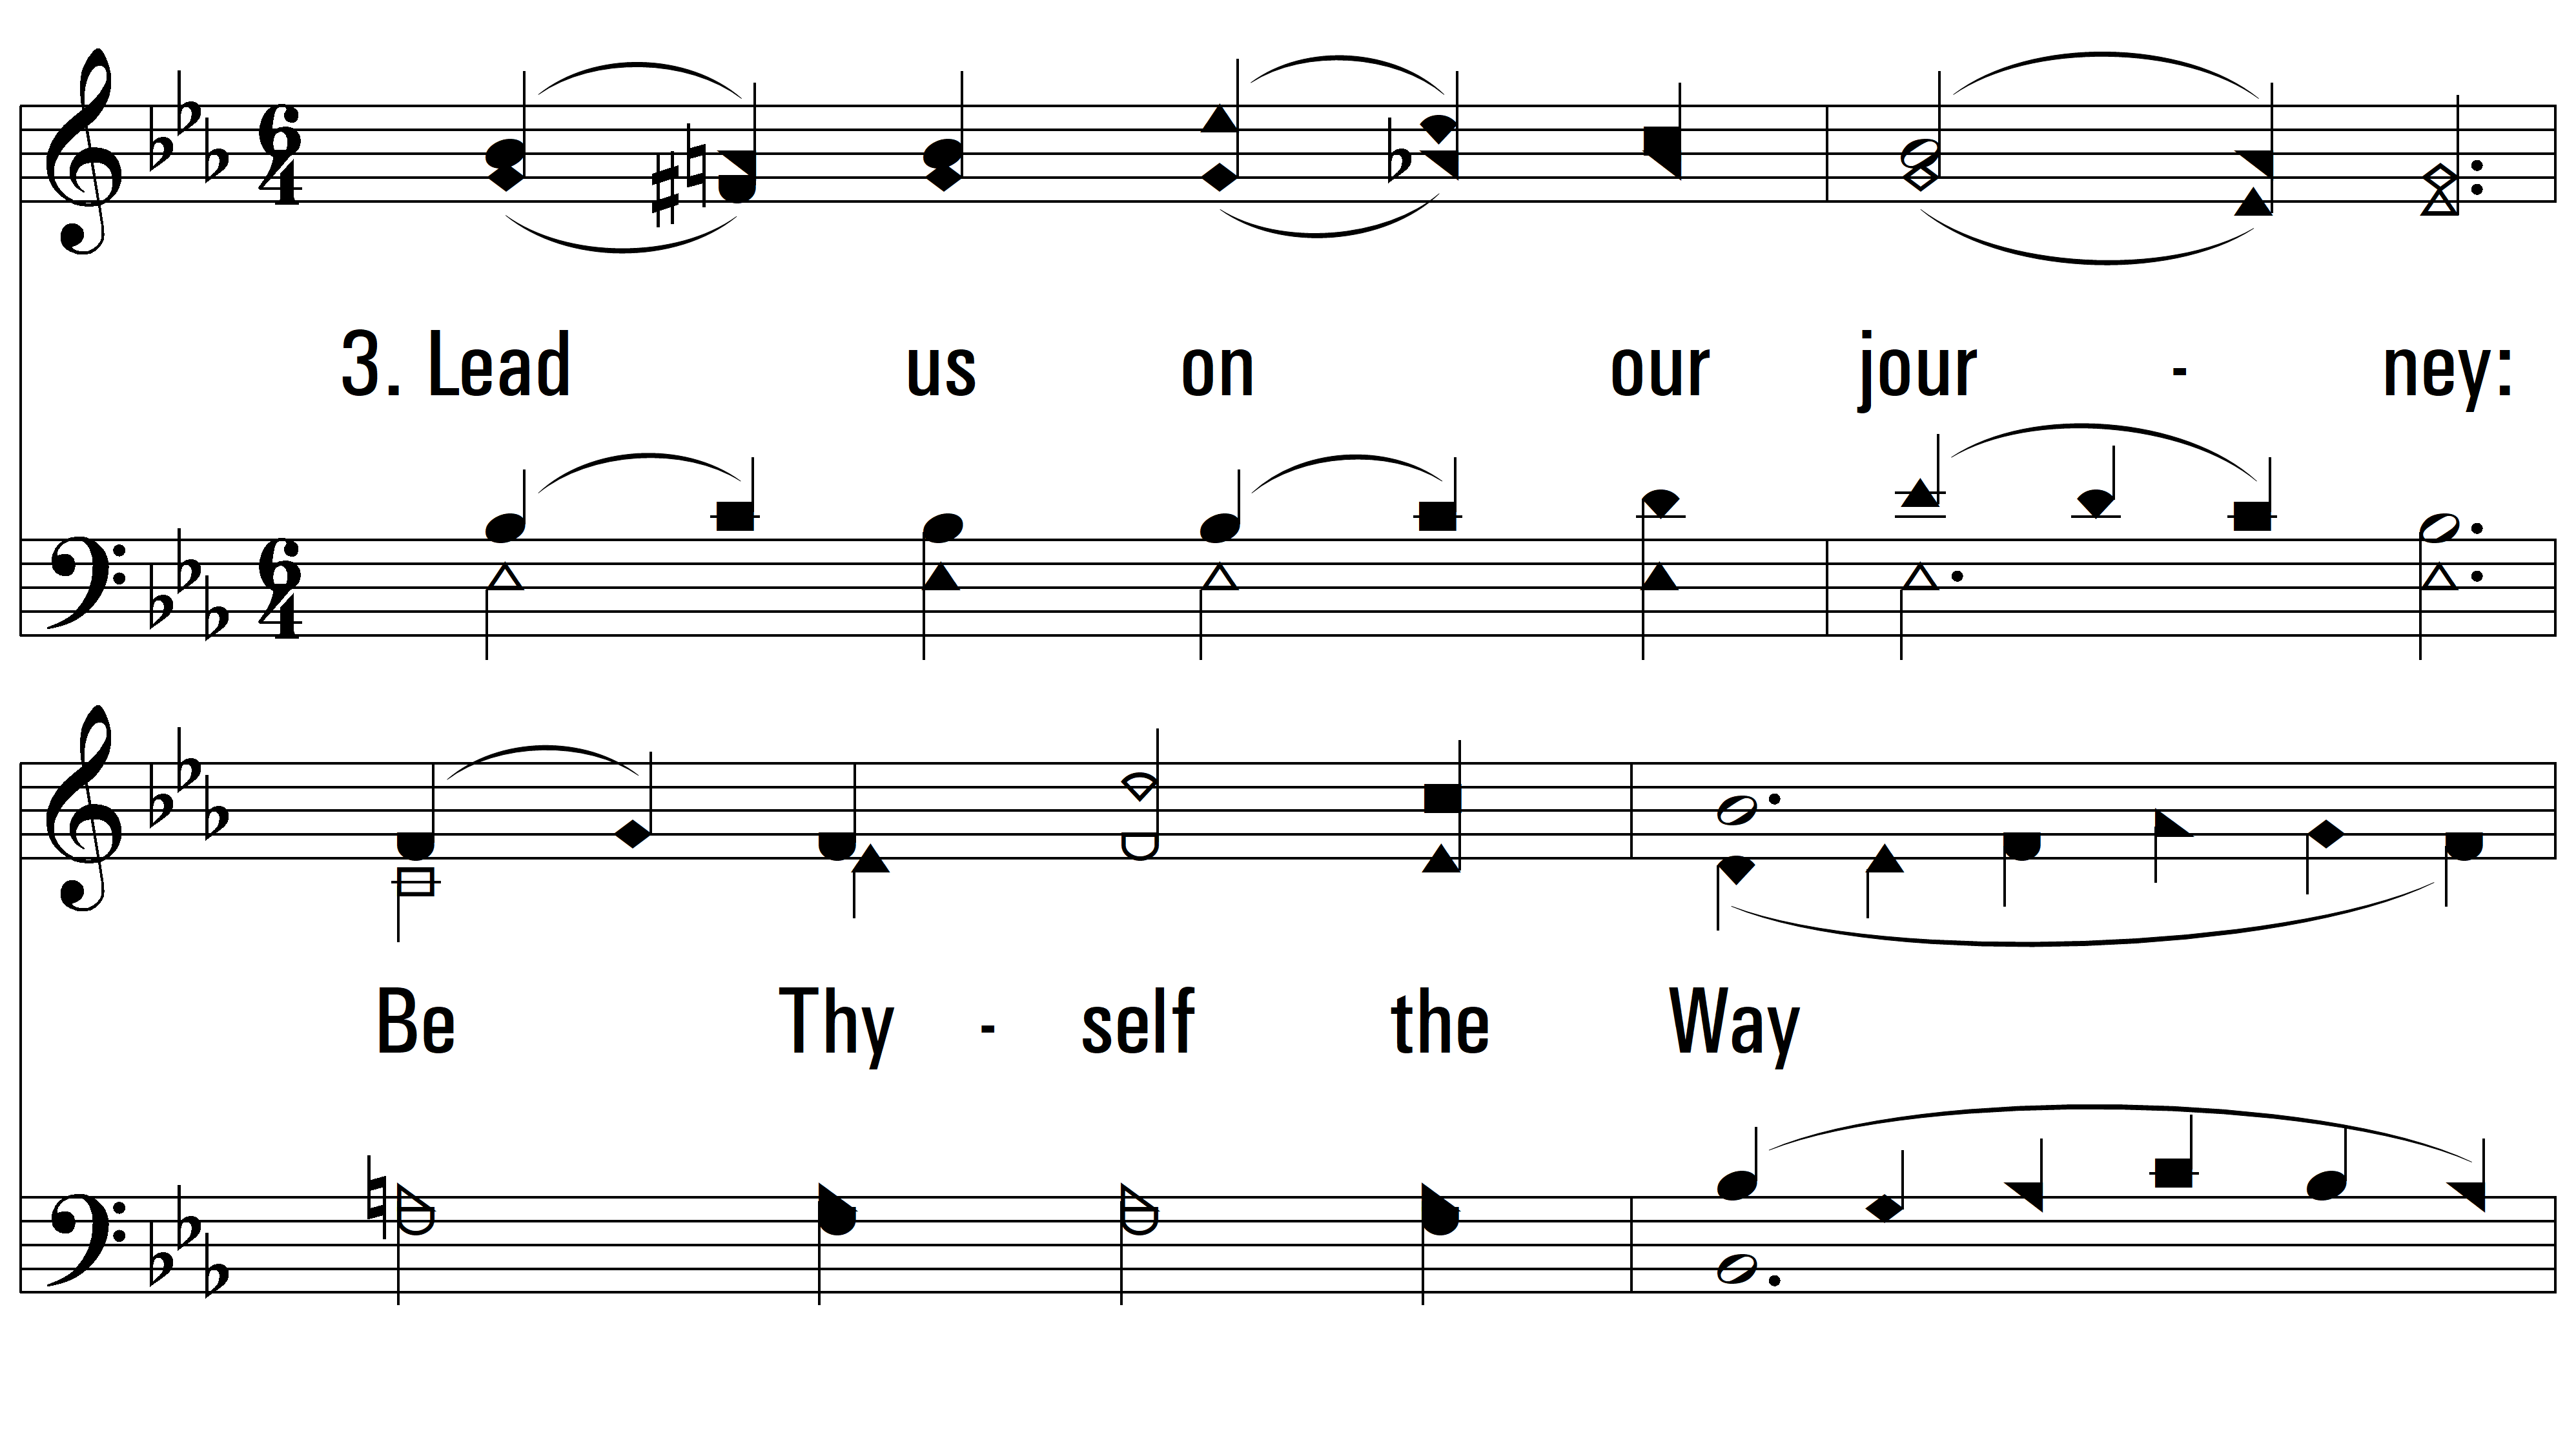 3. Lead us on our jour - ney:
Be Thy - self the Way